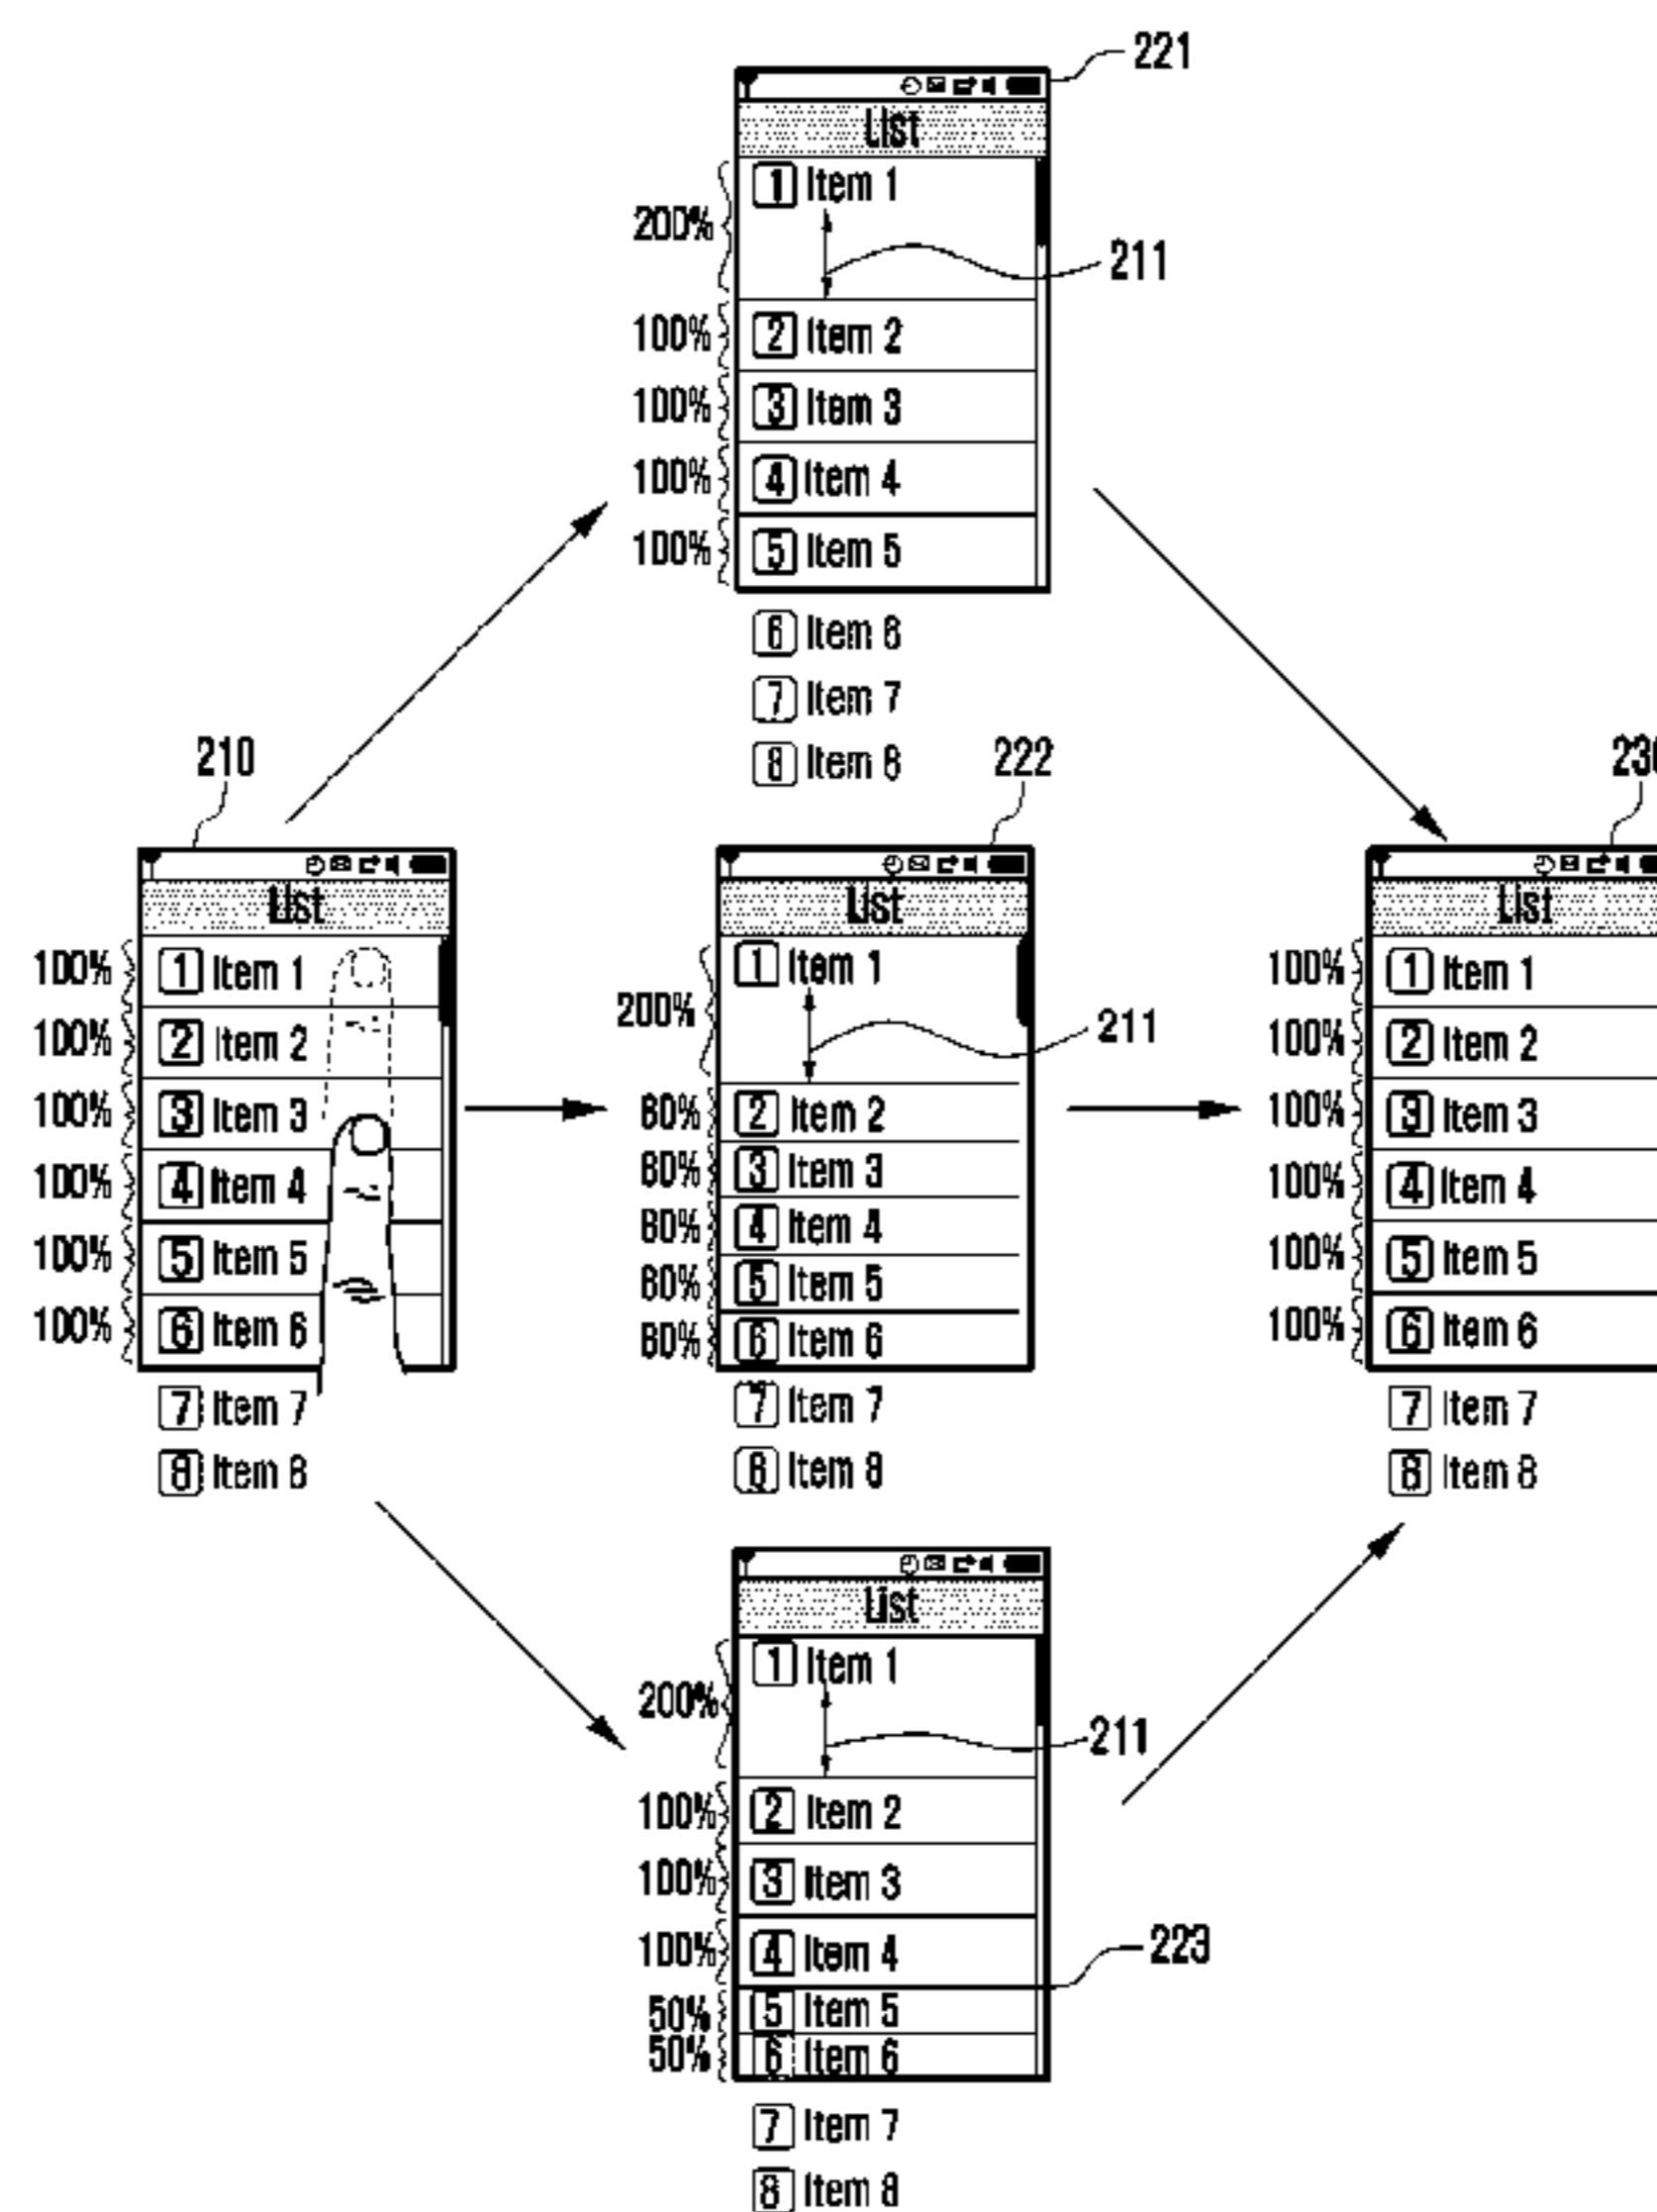 221
List
1 Item 1
200%
211
100% 2 Item 2
100% 3 Item 3
100% 4 Item 4
100% 5 Item 5
6 Item 6
7 Item 7
8 Item 8
210
List
100% 1 Item 1
100% 2 Item 2
100% 3 Item 3
100% 4 Item 4
100% 5 Item 5
100% 6 Item 6
7 Item 7
8 Item 8
222
List
1 Item 1
200%
211
80% 2 Item 2
80% 3 Item 3
80% 4 Item 4
80% 5 Item 5
80% 6 Item 6
7 Item 7
8 Item 8
230
List
100% 1 Item 1
100% 2 Item 2
100% 3 Item 3
100% 4 Item 4
100% 5 Item 5
100% 6 Item 6
7 Item 7
8 Item 8
List
1 Item 1
200%
211
100% 2 Item 2
100% 3 Item 3
100% 4 Item 4
223
50% 5 Item 5
50% 6 Item 6
7 Item 7
8 Item 8